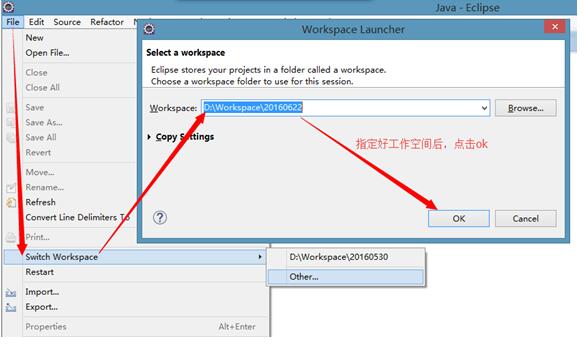 Java - Eclipse
File Edit Source Refactor
New
Open File...
Close
Close All
Save
Save As...
Save All
Revert
Move...
Rename...
Refresh
Convert Line Delimiters To
Print...
Switch Workspace
Restart
Import...
Export...
Properties Alt+Enter
Workspace Launcher
Select a workspace
Eclipse stores your projects in a folder called a workspace.
Choose a workspace folder to use for this session.
Workspace: D:\Workspace\20160622 Browse...
Copy Settings
指定好工作空间后，点击ok
OK Cancel
D:\Workspace\20160530
Other...